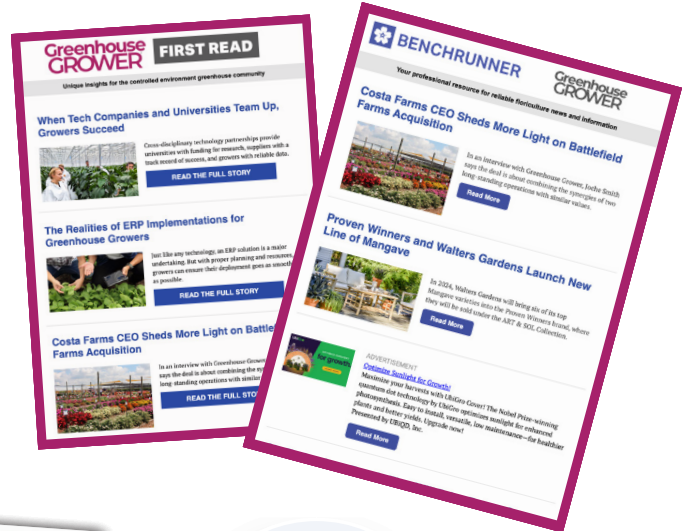 Greenhouse
GROWER
FIRST READ
Unique insights for the controlled environment greenhouse community
When Tech Companies and Universities Team Up,
Growers Succeed
Cross-disciplinary technology partnerships provide
universities with funding for research, suppliers with a
track record of success, and growers with reliable data.
READ THE FULL STORY
The Realities of ERP Implementations for
Greenhouse Growers
Just like any technology, an ERP solution is a major
undertaking. But with proper planning and resources,
growers can ensure their deployment goes as smooth
as possible.
READ THE FULL STORY
Costa Farms CEO Sheds More Light on Battle
Farms Acquisition
In an interview with Greenhouse Grower
says the deal is about combining the sy
long-standing operations with similar
READ THE FULL STO
BENCHRUNNER
Greenhouse
GROWER
Your professional resource for reliable floriculture news and information
Costa Farms CEO Sheds More Light on Battlefield
Farms Acquisition
In an interview with Greenhouse Grower, Joche Smith
says the deal is about combining the synergies of two
long-standing operations with similar values.
Read More
Proven Winners and Walters Gardens Launch New
Line of Mangave
In 2024, Walters Gardens will bring six of its top
Mangave varieties into the Proven Winners brand, where
they will be sold under the ART & SOL Collection.
Read More
for growth
ADVERTISEMENT
Optimize Sunlight for Growth!
Maximize your harvests with UbiGro Cover! The Nobel Prize-winning
quantum dot technology by UbiGro optimizes sunlight for enhanced
photosynthesis. Easy to install, versatile, low maintenance—for healthier
plants and better yields. Upgrade now!
Presented by UBIQD, Inc.
Read More